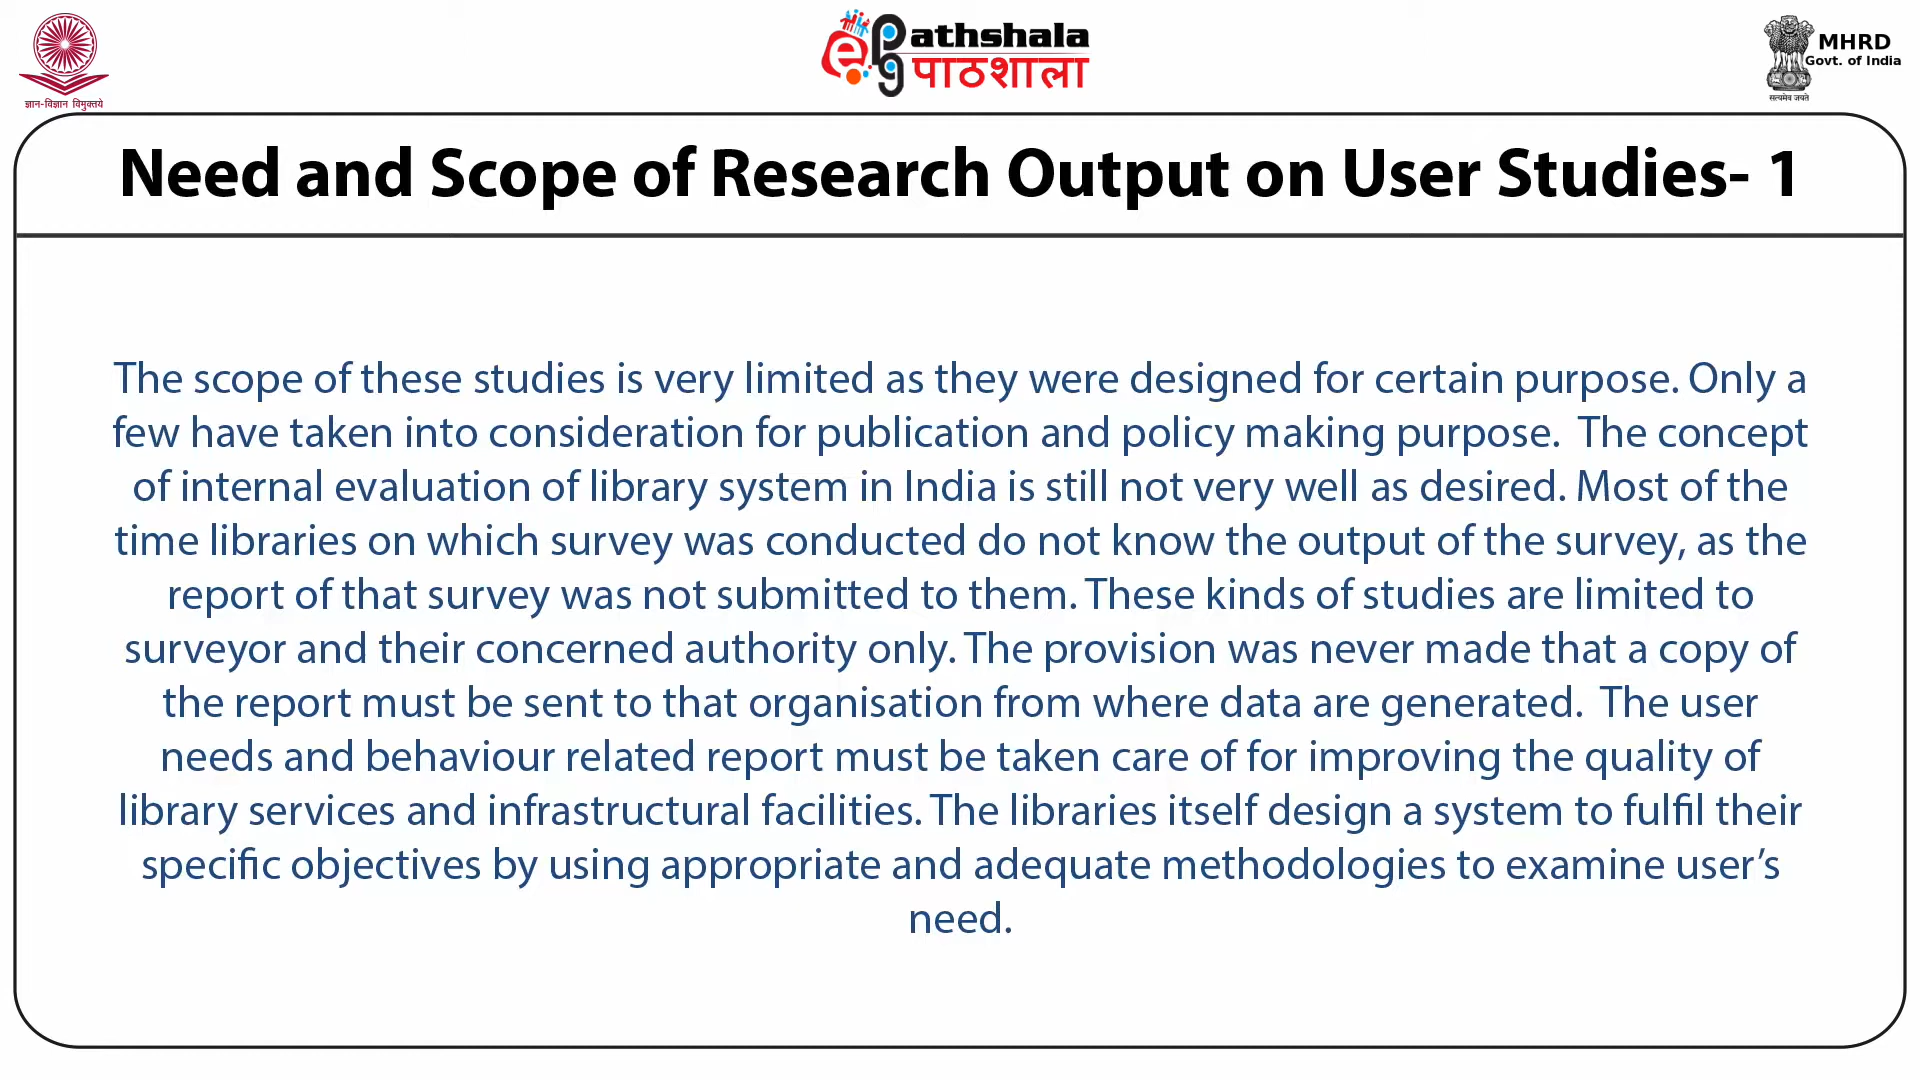 ज्ञान-विज्ञान विमुक्तये
e Pg athshala
पाठशाला
MHRD
Govt. of India
सत्यमेव जयते
Need and Scope of Research Output on User Studies- 1
The scope of these studies is very limited as they were designed for certain purpose. Only a
few have taken into consideration for publication and policy making purpose.  The concept
of internal evaluation of library system in India is still not very well as desired. Most of the
time libraries on which survey was conducted do not know the output of the survey, as the
report of that survey was not submitted to them. These kinds of studies are limited to
surveyor and their concerned authority only. The provision was never made that a copy of
the report must be sent to that organisation from where data are generated.  The user
needs and behaviour related report must be taken care of for improving the quality of
library services and infrastructural facilities. The libraries itself design a system to fulfil their
specific objectives by using appropriate and adequate methodologies to examine user’s
need.